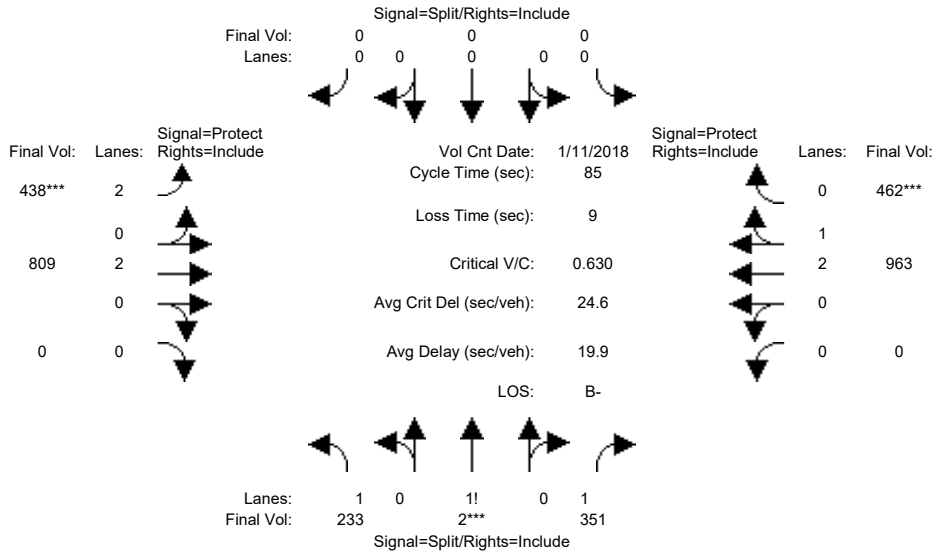 Signal=Split/Rights=Include
Final Vol: 0 0 0
Lanes: 0 0 0 0 0
Signal=Protect Signal=Protect
Final Vol: Lanes: Rights=Include Vol Cnt Date: 1/11/2018 Rights=Include Lanes: Final Vol:
Cycle Time (sec): 85
438*** 2 0 462***
Loss Time (sec): 9
0 1
809 2 Critical V/C: 0.630 2 963
0 Avg Crit Del (sec/veh): 24.6 0
0 0 Avg Delay (sec/veh): 19.9 0 0
LOS: B-
Lanes: 1 0 1! 0 1
Final Vol: 233 2*** 351
Signal=Split/Rights=Include